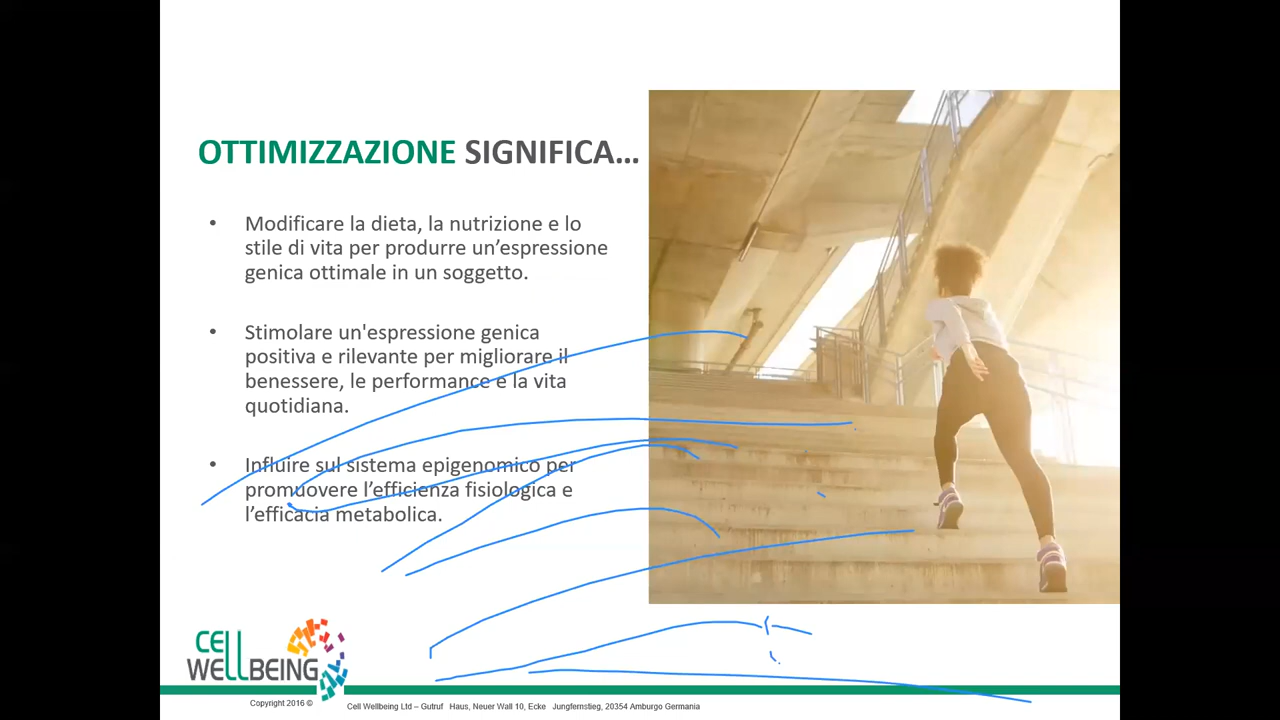 OTTIMIZZAZIONE SIGNIFICA...
• Modificare la dieta, la nutrizione e lo
stile di vita per produrre un’espressione
genica ottimale in un soggetto.
• Stimolare un'espressione genica
positiva e rilevante per migliorare il
benessere, le performance e la vita
quotidiana.
• Influire sul sistema epigenomico per
promuovere l’efficienza fisiologica e
l’efficacia metabolica.
CELL
WELLBEING
Copyright 2016 ©
Cell Wellbeing Ltd – Gutruf Haus, Neuer Wall 10, Ecke Jungfernstieg, 20354 Amburgo Germania